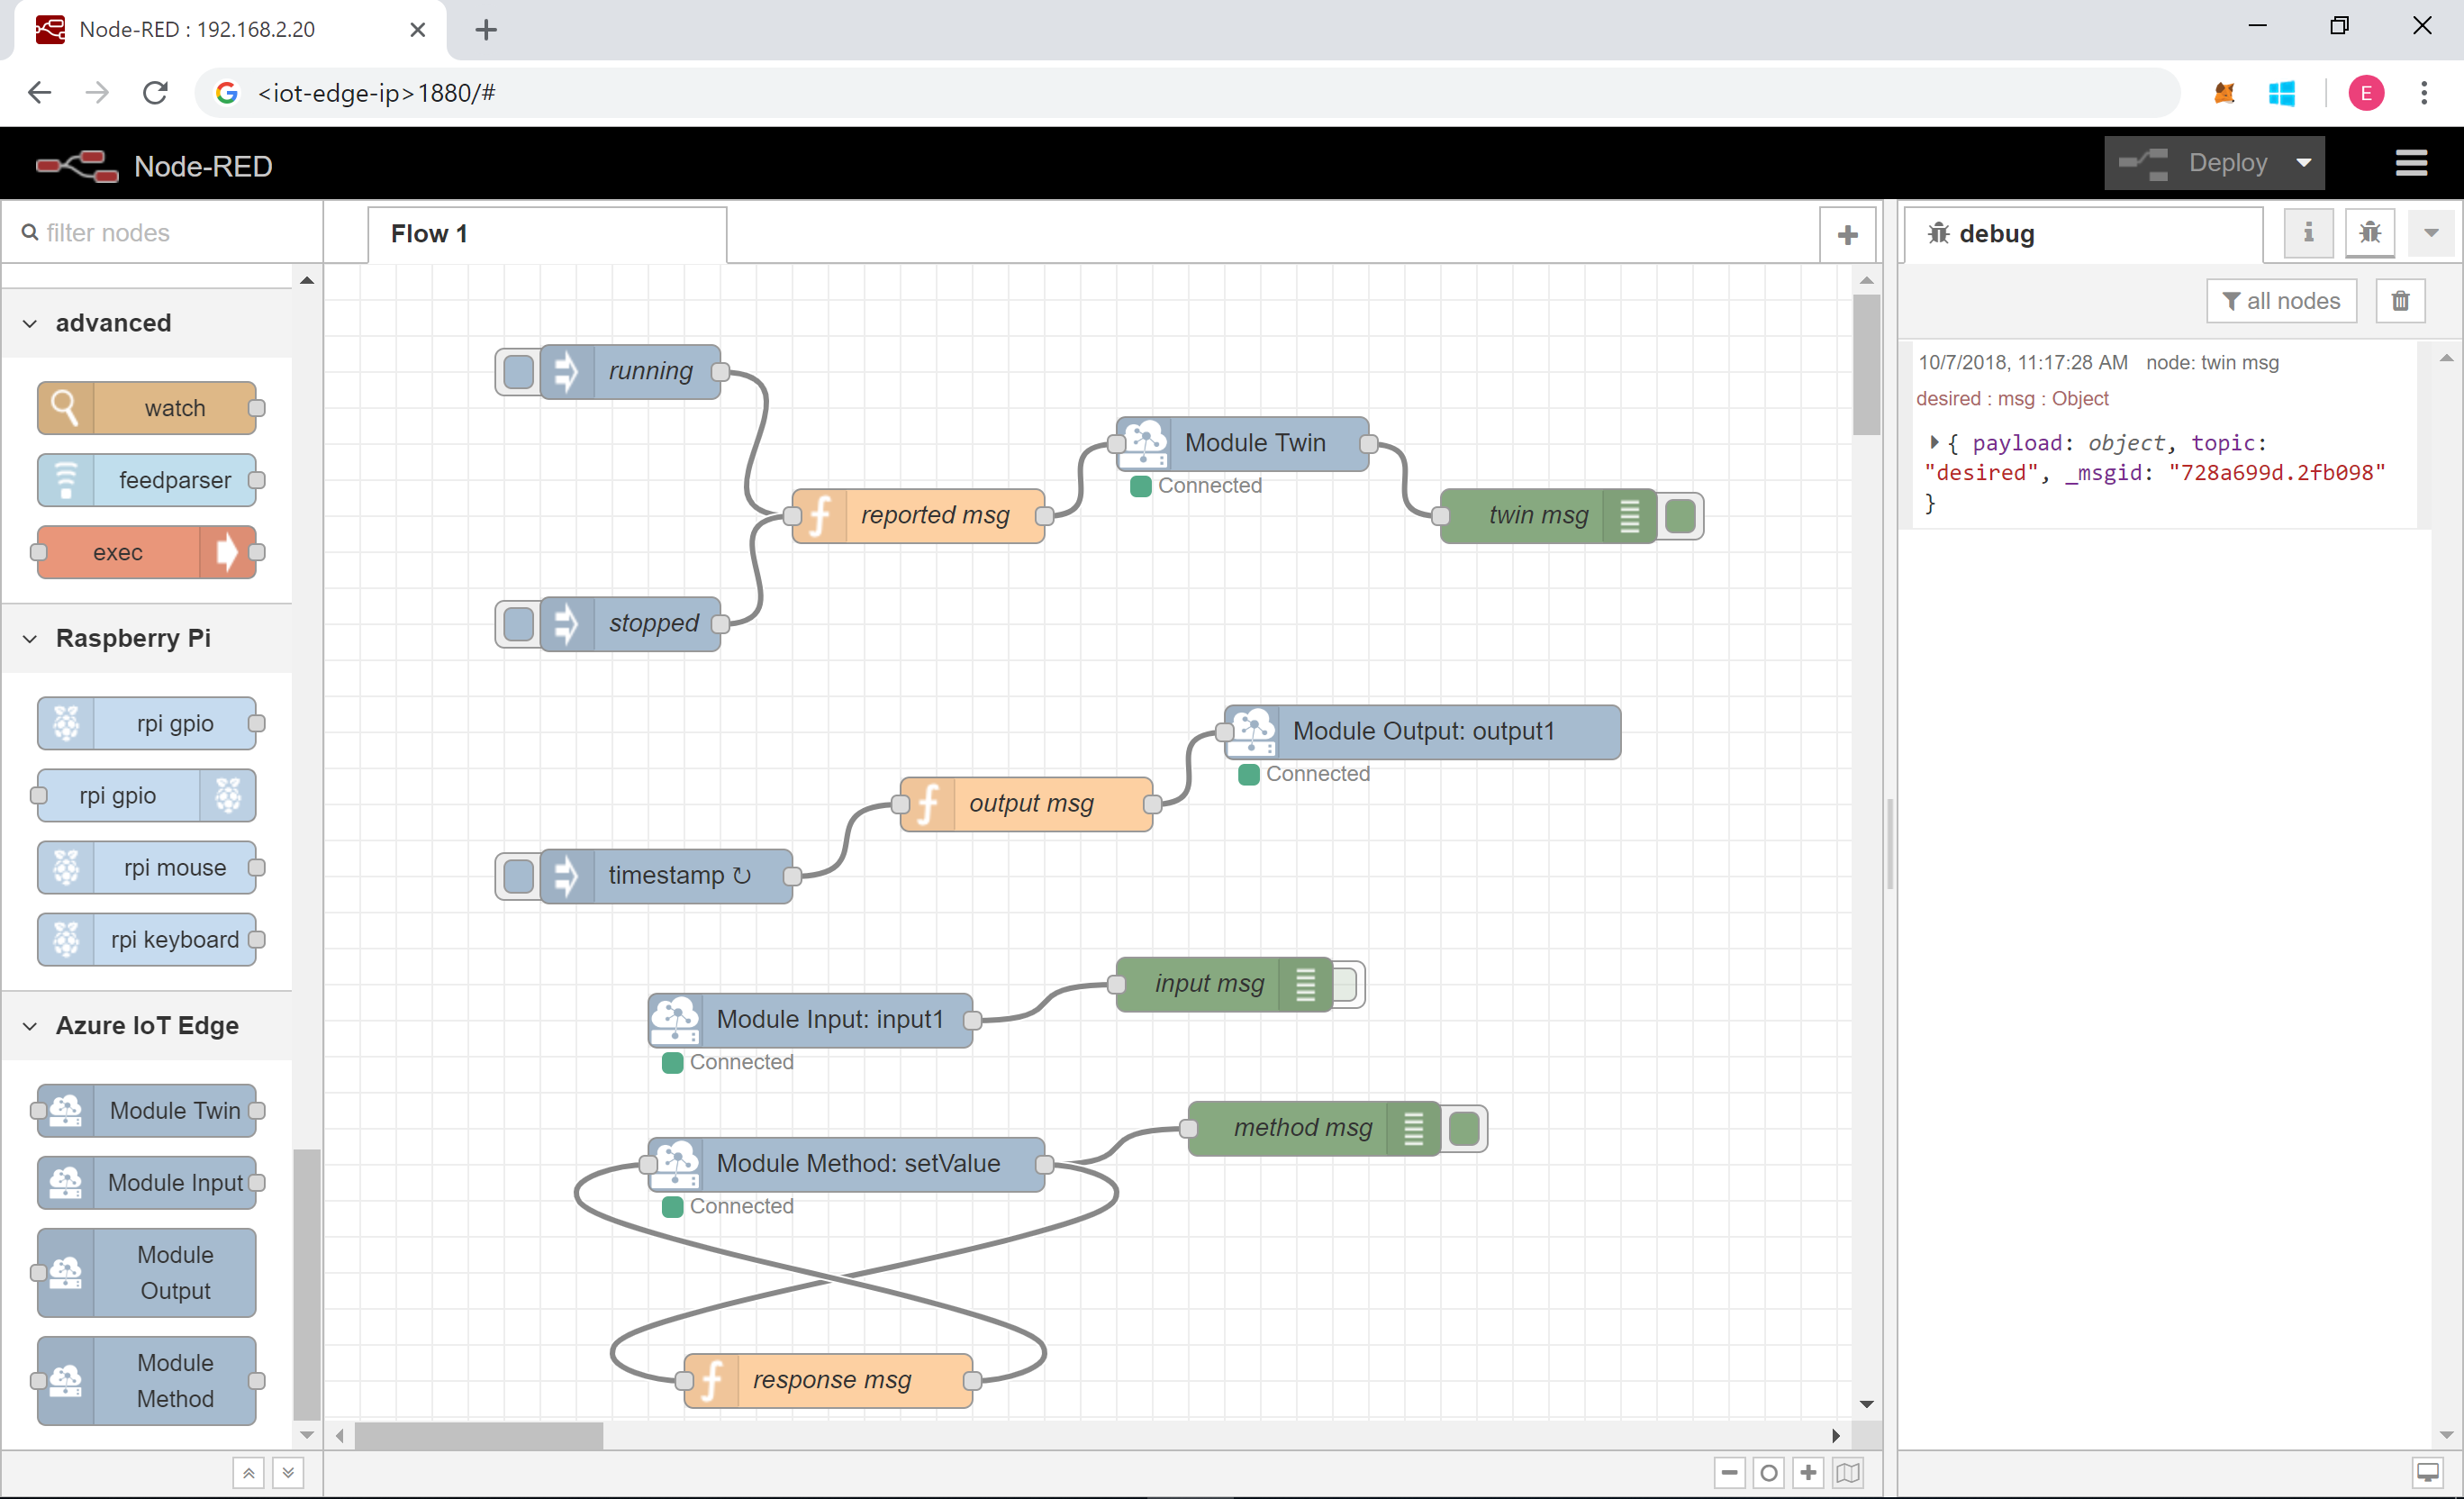 Node-RED : 192.168.2.20
<iot-edge-ip>1880/#
E
Node-RED
Deploy
filter nodes
Flow 1
debug
all nodes
advanced
watch
feedparser
exec
Raspberry Pi
rpi gpio
rpi gpio
rpi mouse
rpi keyboard
Azure IoT Edge
Module Twin
Module Input
Module
Output
Module
Method
running
stopped
reported msg
Module Twin
Connected
twin msg
Module Output: output1
Connected
output msg
timestamp ↻
input msg
Module Input: input1
Connected
method msg
Module Method: setValue
Connected
response msg
10/7/2018, 11:17:28 AM node: twin msg
desired : msg : Object
{ payload: object, topic:
"desired", _msgid: "728a699d.2fb098"
}